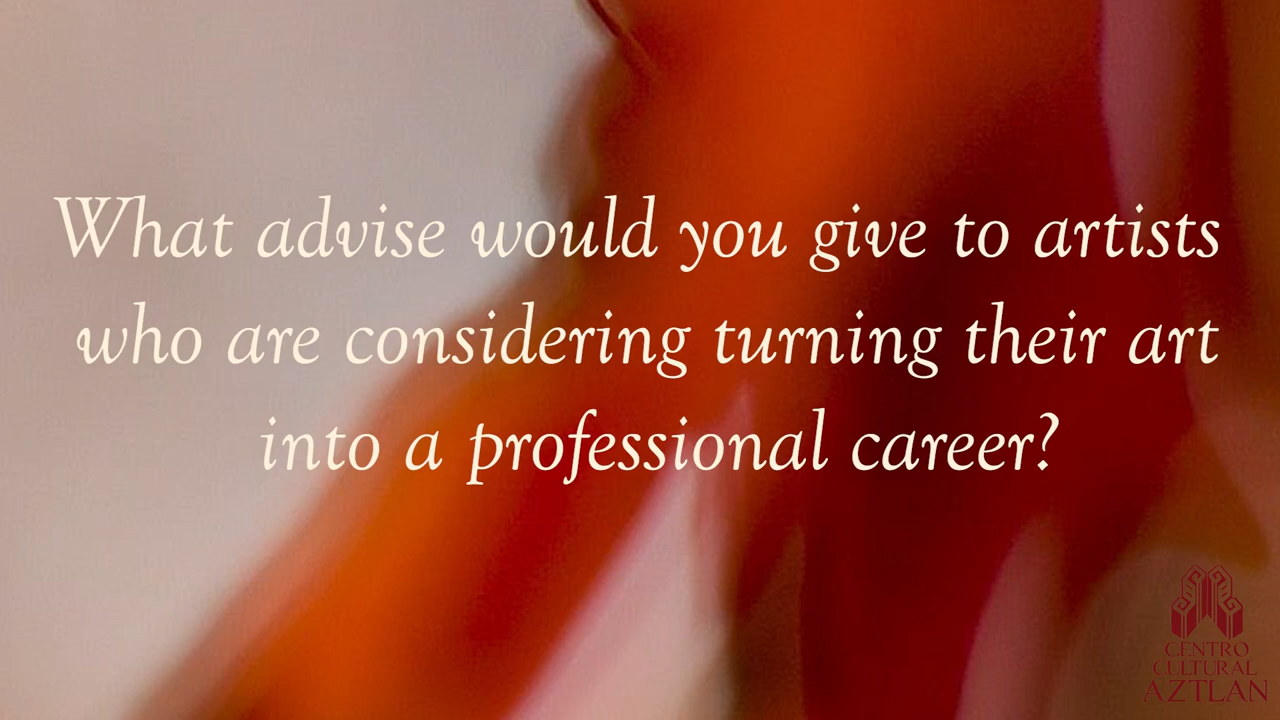 What advise would you give to artists
who are considering turning their art
into a professional career?
CENTRO
CULTURAL
AZTLAN